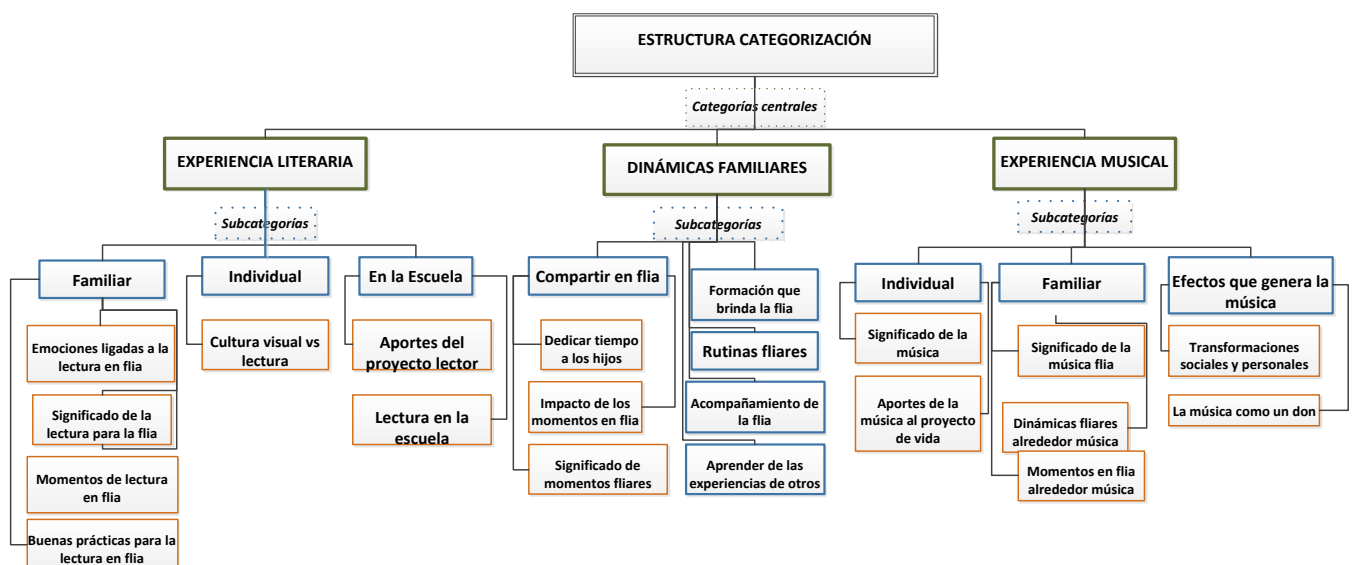 ESTRUCTURA CATEGORIZACIÓN
Categorías centrales
EXPERIENCIA LITERARIA
DINÁMICAS FAMILIARES
EXPERIENCIA MUSICAL
Subcategorías
Subcategorías
Subcategorías
Familiar
Individual
En la Escuela
Compartir en flia
Formación que
brinda la flia
Individual
Familiar
Efectos que genera la
música
Emociones ligadas a la
lectura en flia
Cultura visual vs
lectura
Aportes del
proyecto lector
Dedicar tiempo
a los hijos
Rutinas fliares
Significado de la
música
Significado de la
música flia
Transformaciones
sociales y personales
Significado de la
lectura para la flia
Lectura en la
escuela
Impacto de los
momentos en flia
Acompañamiento de
la flia
Aportes de la
música al proyecto
de vida
Dinámicas fliares
alrededor música
La música como un don
Momentos de lectura
en flia
Significado de
momentos fliares
Aprender de las
experiencias de otros
Momentos en flia
alrededor música
Buenas prácticas para la
lectura en flia